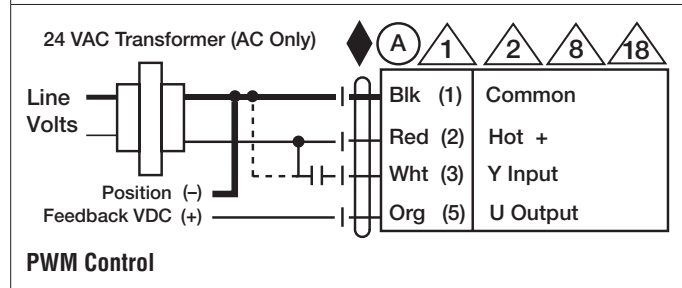 24 VAC Transformer (AC Only)
A 1 2 8 18
Line
Volts
Blk (1) Common
Red (2) Hot +
Wht (3) Y Input
Position (–)
Feedback VDC (+)
Org (5) U Output
PWM Control